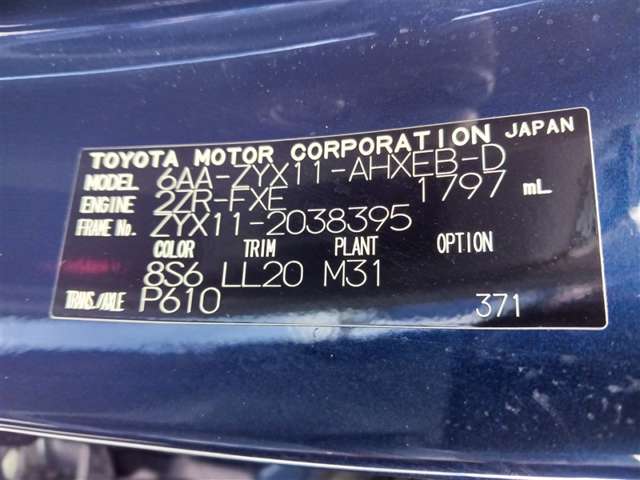 TOYOTA MOTOR CORPORATION JAPAN
MODEL 6AA-ZYX11-AHXEB-D
ENGINE 2ZR-FXE 1797 mL
FRAME No. ZYX11-2038395
COLOR TRIM PLANT OPTION
8S6 LL20 M31
TRANS./AXLE P610 371